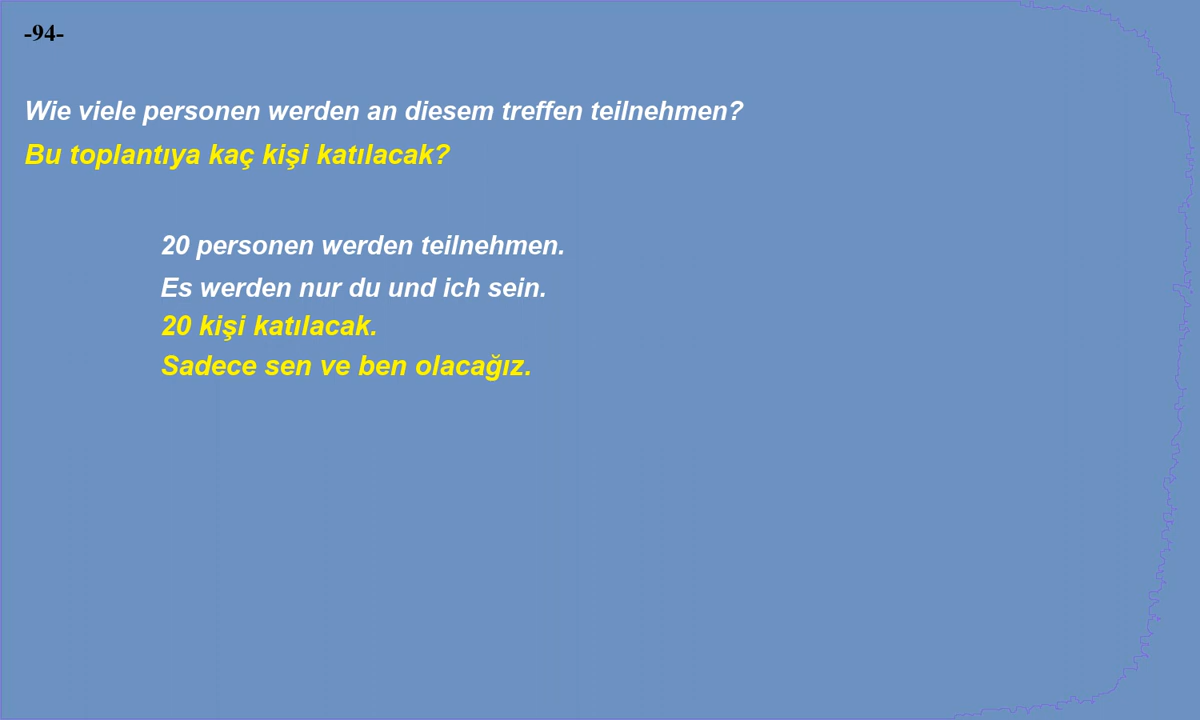 -94-
Wie viele personen werden an diesem treffen teilnehmen?
Bu toplantıya kaç kişi katılacak?
20 personen werden teilnehmen.
Es werden nur du und ich sein.
20 kişi katılacak.
Sadece sen ve ben olacağız.